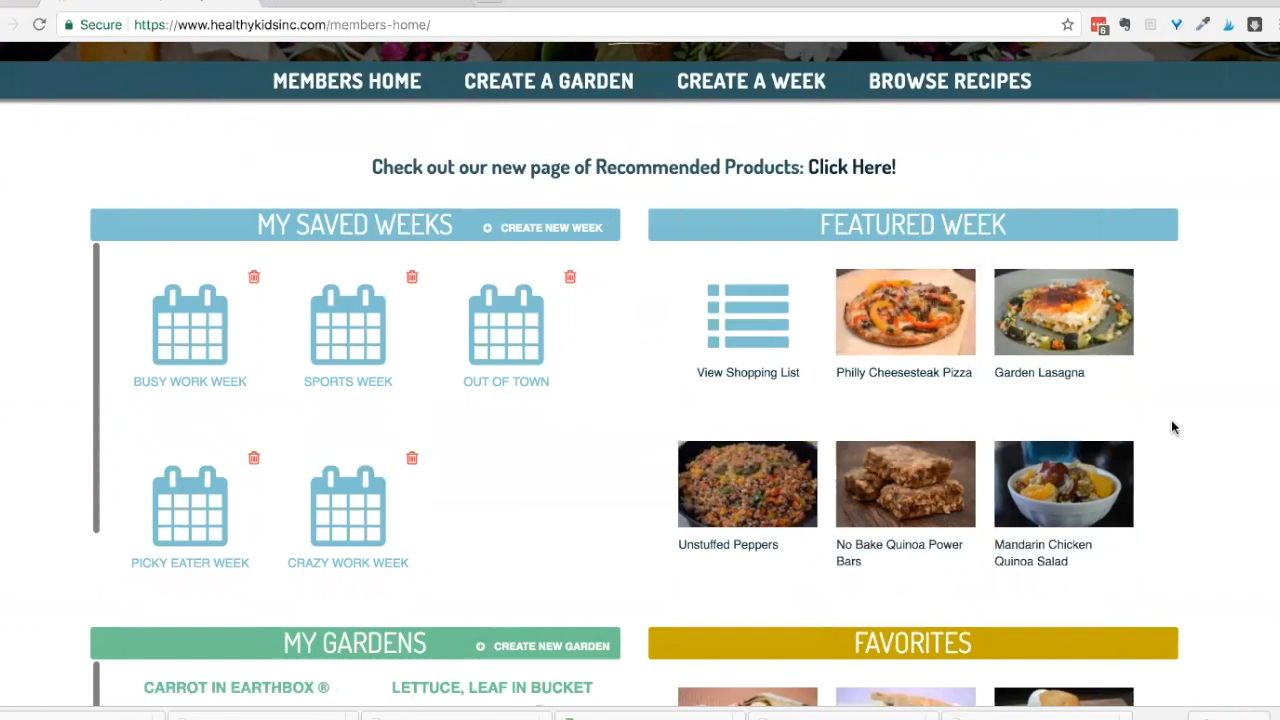 Secure https://www.healthykidsinc.com/members-home/
6
MEMBERS HOME CREATE A GARDEN CREATE A WEEK BROWSE RECIPES
Check out our new page of Recommended Products: Click Here!
MY SAVED WEEKS CREATE NEW WEEK
BUSY WORK WEEK SPORTS WEEK OUT OF TOWN
PICKY EATER WEEK CRAZY WORK WEEK
FEATURED WEEK
View Shopping List Philly Cheesesteak Pizza Garden Lasagna
Unstuffed Peppers No Bake Quinoa Power Mandarin Chicken
Bars Quinoa Salad
MY GARDENS CREATE NEW GARDEN
CARROT IN EARTHBOX ® LETTUCE, LEAF IN BUCKET
FAVORITES